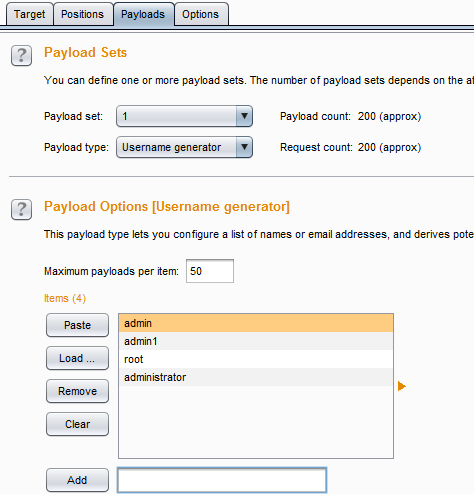 Target Positions Payloads Options
? Payload Sets
You can define one or more payload sets. The number of payload sets depends on the
Payload set: 1 Payload count: 200 (approx)
Payload type: Username generator Request count: 200 (approx)
? Payload Options [Username generator]
This payload type lets you configure a list of names or email addresses, and derives
Maximum payloads per item: 50
Items (4)
Paste
Load ...
Remove
Clear
admin
admin1
root
administrator
Add